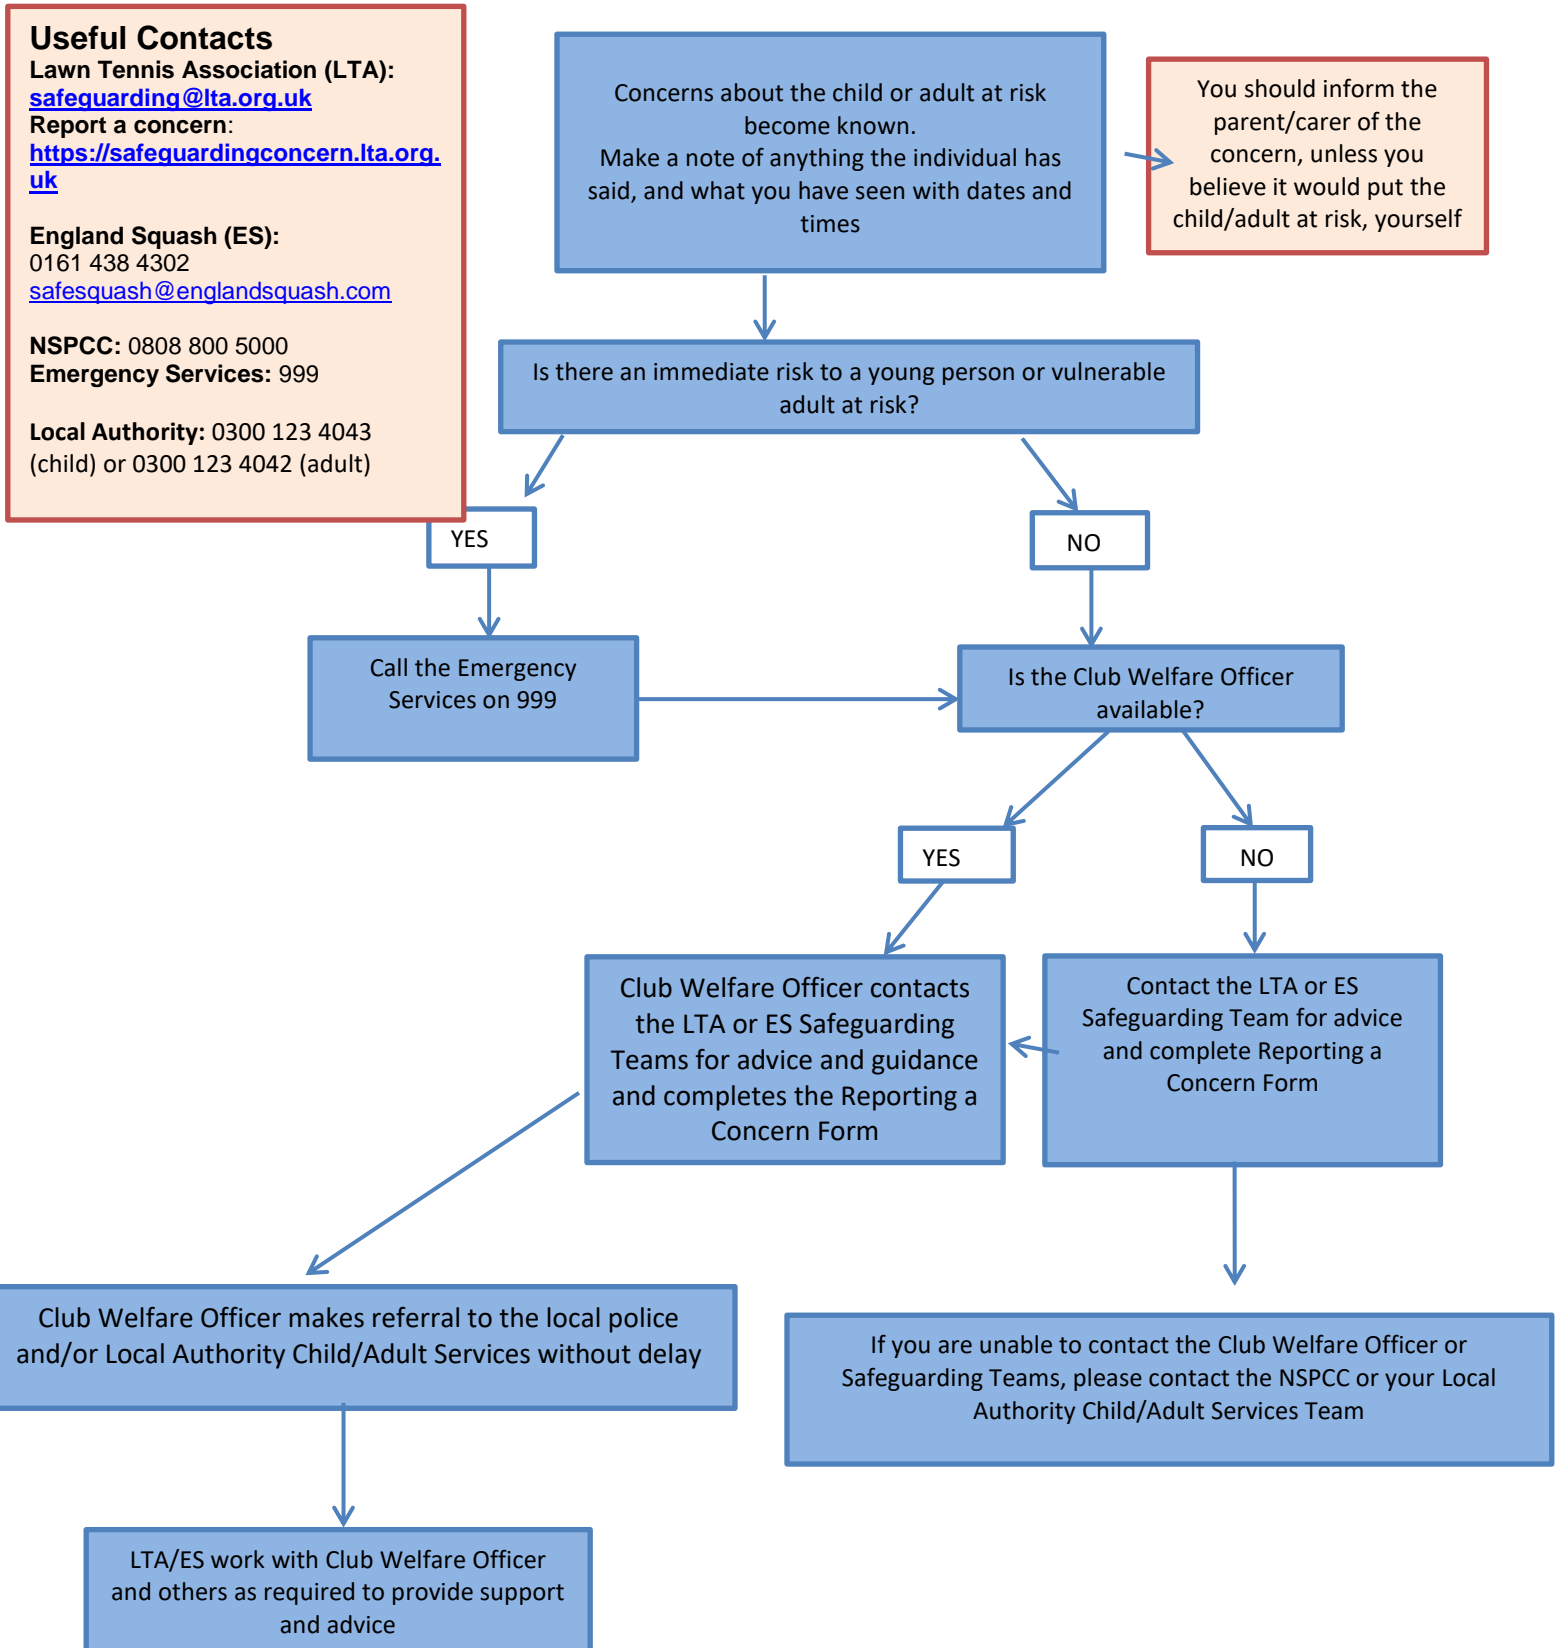 Useful Contacts
Lawn Tennis Association (LTA):
safeguarding@lta.org.uk
Report a concern:
https://safeguardingconcern.lta.org.
uk
England Squash (ES):
0161 438 4302
safesquash@englandsquash.com
NSPCC: 0808 800 5000
Emergency Services: 999
Local Authority: 0300 123 4043
(child) or 0300 123 4042 (adult)
Concerns about the child or adult at risk
become known.
Make a note of anything the individual has
said, and what you have seen with dates and
times
You should inform the
parent/carer of the
concern, unless you
believe it would put the
child/adult at risk, yourself
Is there an immediate risk to a young person or vulnerable
adult at risk?
YES
NO
Call the Emergency
Services on 999
Is the Club Welfare Officer
available?
YES
NO
Club Welfare Officer contacts
the LTA or ES Safeguarding
Teams for advice and guidance
and completes the Reporting a
Concern Form
Contact the LTA or ES
Safeguarding Team for advice
and complete Reporting a
Concern Form
Club Welfare Officer makes referral to the local police
and/or Local Authority Child/Adult Services without delay
If you are unable to contact the Club Welfare Officer or
Safeguarding Teams, please contact the NSPCC or your Local
Authority Child/Adult Services Team
LTA/ES work with Club Welfare Officer
and others as required to provide support
and advice